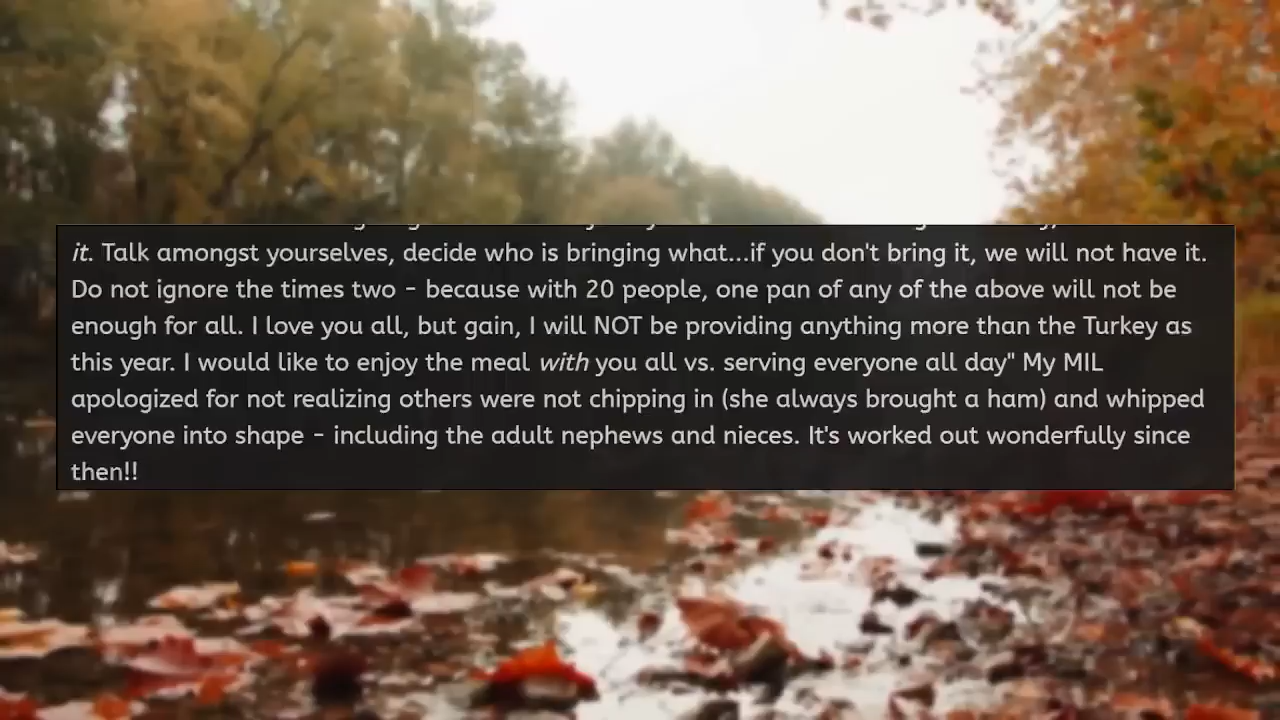 it. Talk amongst yourselves, decide who is bringing what...if you don't bring it, we will not have it.
Do not ignore the times two - because with 20 people, one pan of any of the above will not be
enough for all. I love you all, but gain, I will NOT be providing anything more than the Turkey as
this year. I would like to enjoy the meal with you all vs. serving everyone all day" My MIL
apologized for not realizing others were not chipping in (she always brought a ham) and whipped
everyone into shape - including the adult nephews and nieces. It's worked out wonderfully since
then!!